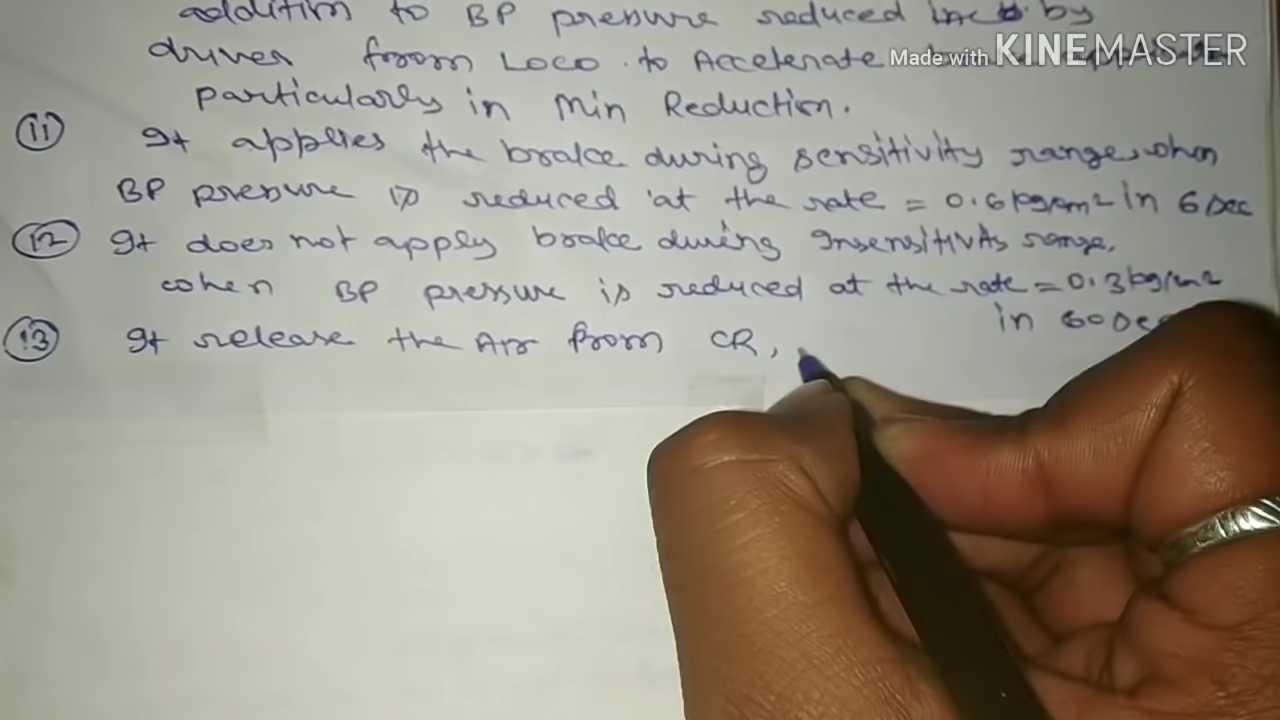 addition to BP pressure reduced in by
driver from Loco. to Accelerate
Made with KINEMASTER
particularly in Min Reduction.
11 It applies the brake during sensitivity range, when
BP pressure is reduced at the rate = 0.6 kg/cm2 in 6 sec
12 It does not apply brake during Insensitivity range.
when BP pressure is reduced at the rate = 0.3 kg/cm2
in 60 sec
13 It release the Air from CR,